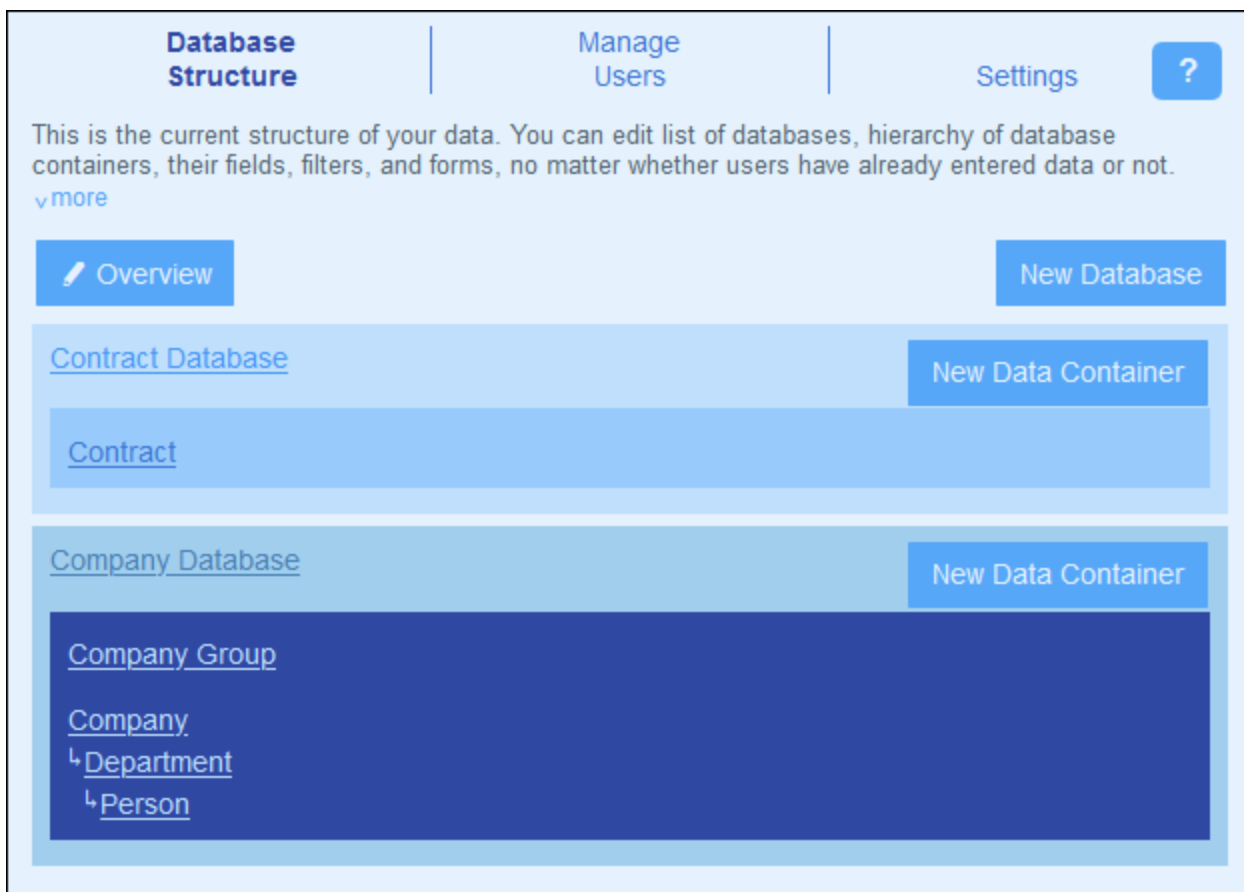 Database
Structure
Manage
Users
Settings
?
This is the current structure of your data. You can edit list of databases, hierarchy of database
containers, their fields, filters, and forms, no matter whether users have already entered data or not.
˅ more
Overview
New Database
Contract Database
New Data Container
Contract
Company Database
New Data Container
Company Group
Company
↳Department
↳Person